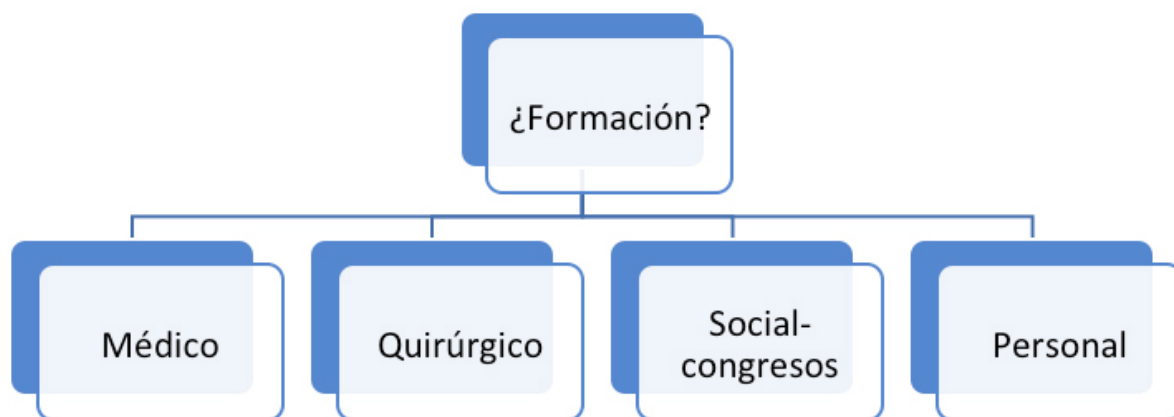 ¿Formación?
Médico
Quirúrgico
Social-
congresos
Personal